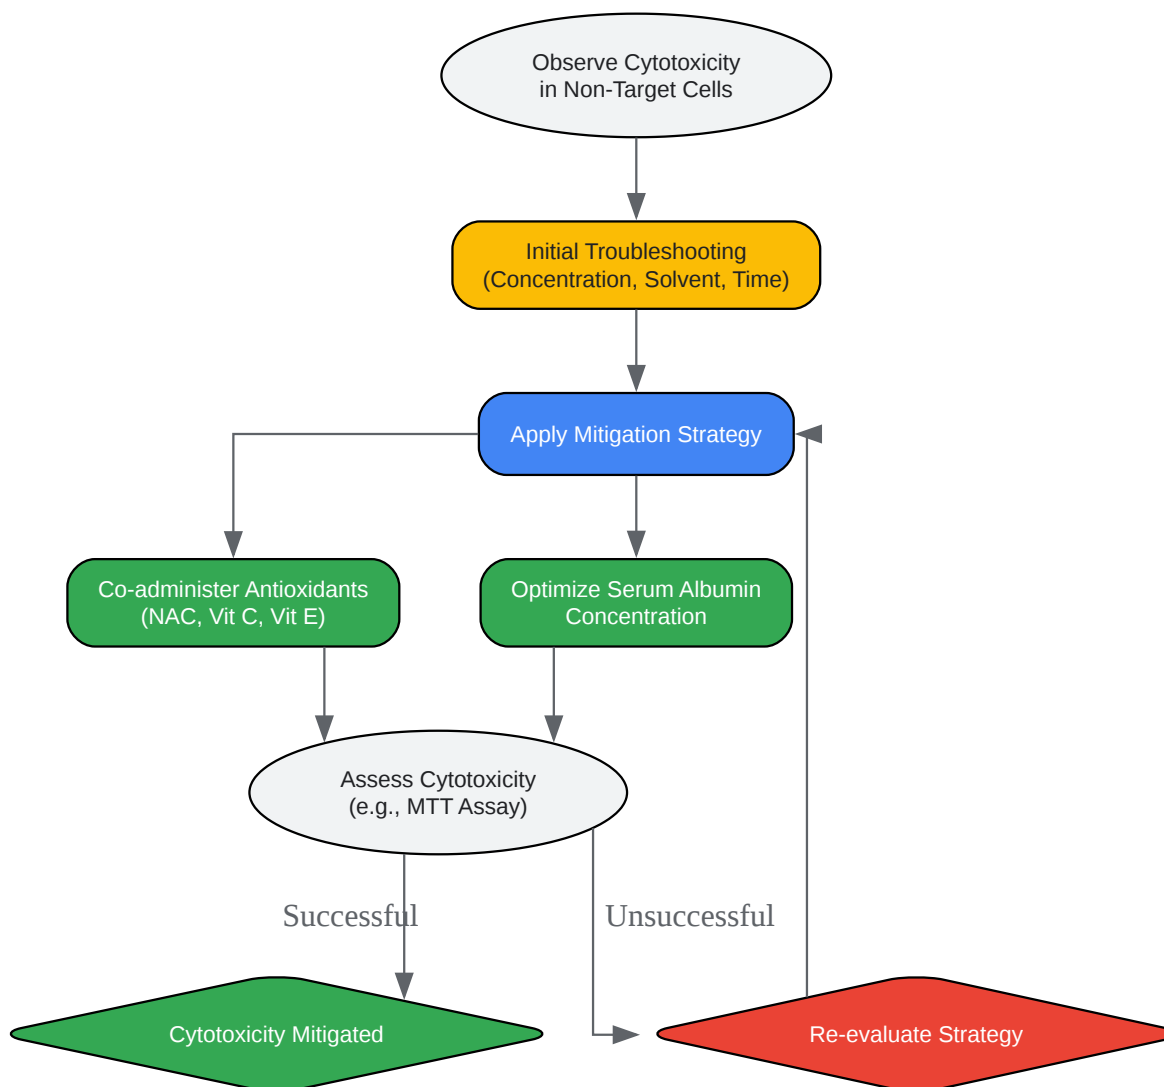 Observe Cytotoxicity
in Non-Target Cells
Initial Troubleshooting
(Concentration, Solvent, Time)
Apply Mitigation Strategy
Co-administer Antioxidants
(NAC, Vit C, Vit E)
Optimize Serum Albumin
Concentration
Assess Cytotoxicity
(e.g., MTT Assay)
Successful
Unsuccessful
Cytotoxicity Mitigated
Re-evaluate Strategy